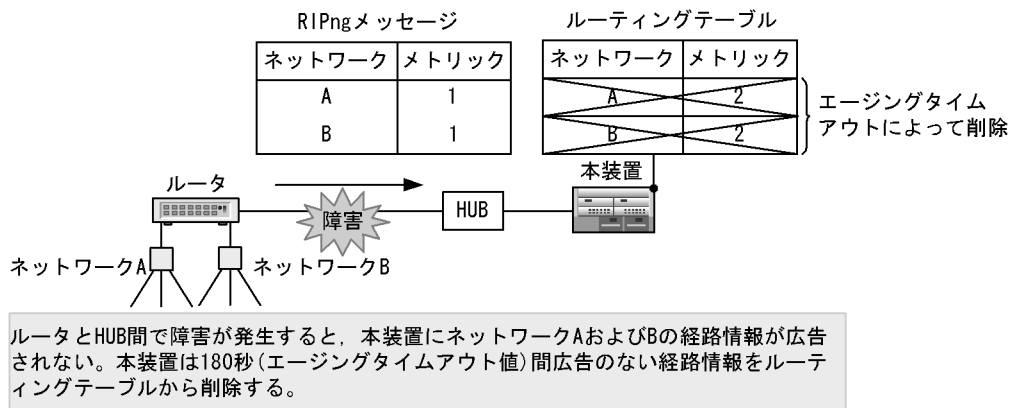 RIPngメッセージ
ネットワーク メトリック
A 1
B 1
ルーティングテーブル
ネットワーク メトリック
A 2
B 2
エージングタイム
アウトによって削除
本装置
ルータ
障害
HUB
ネットワークA
ネットワークB
ルータとHUB間で障害が発生すると，本装置にネットワークAおよびBの経路情報が広告
されない。本装置は180秒(エージングタイムアウト値)間広告のない経路情報をルーテ
ィングテーブルから削除する。